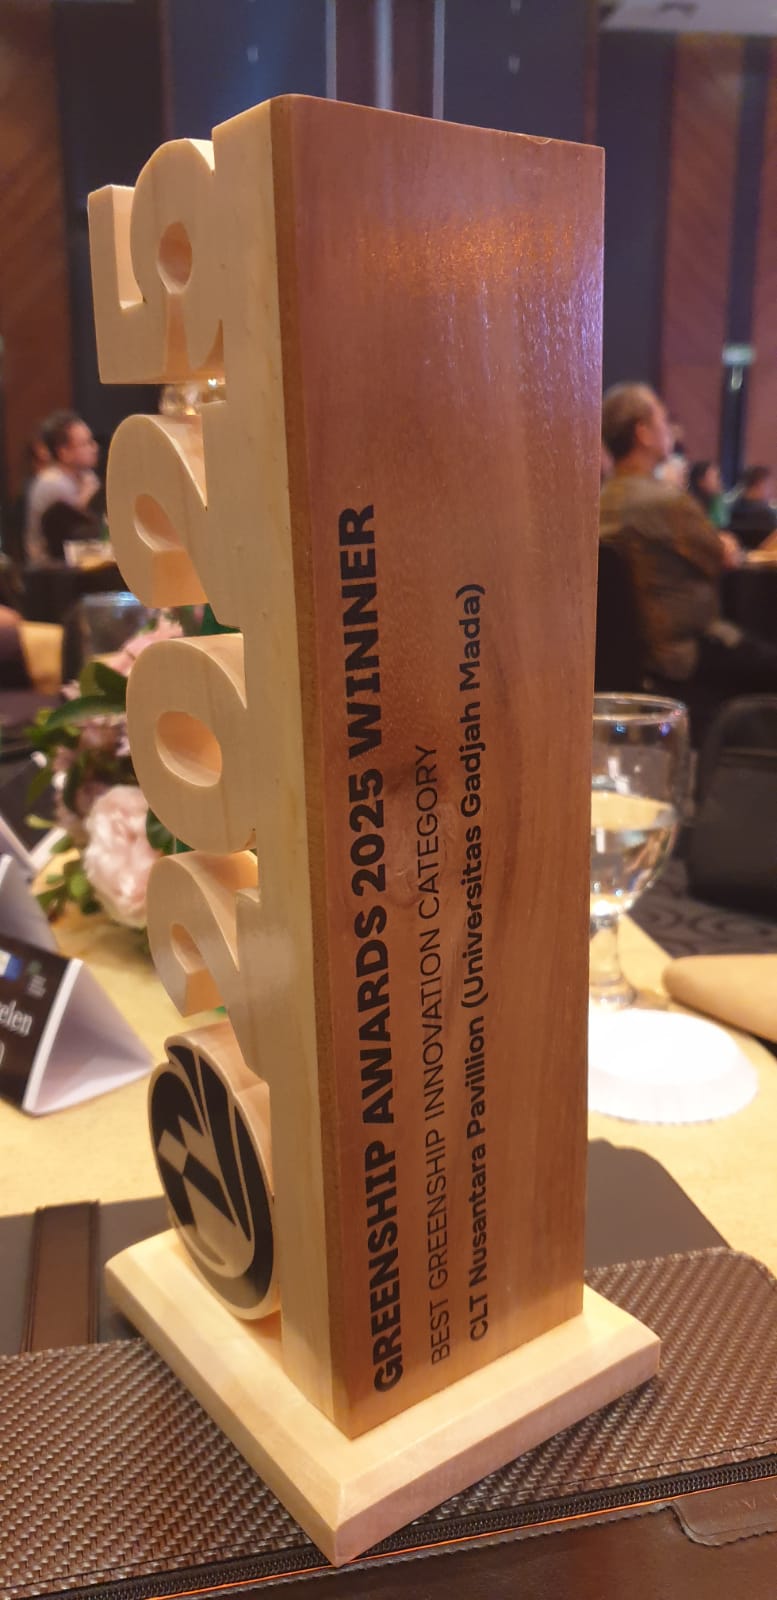 2025
GREENSHIP AWARDS 2025 WINNER
BEST GREENSHIP INNOVATION CATEGORY
CLT Nusantara Pavillion (Universitas Gadjah Mada)